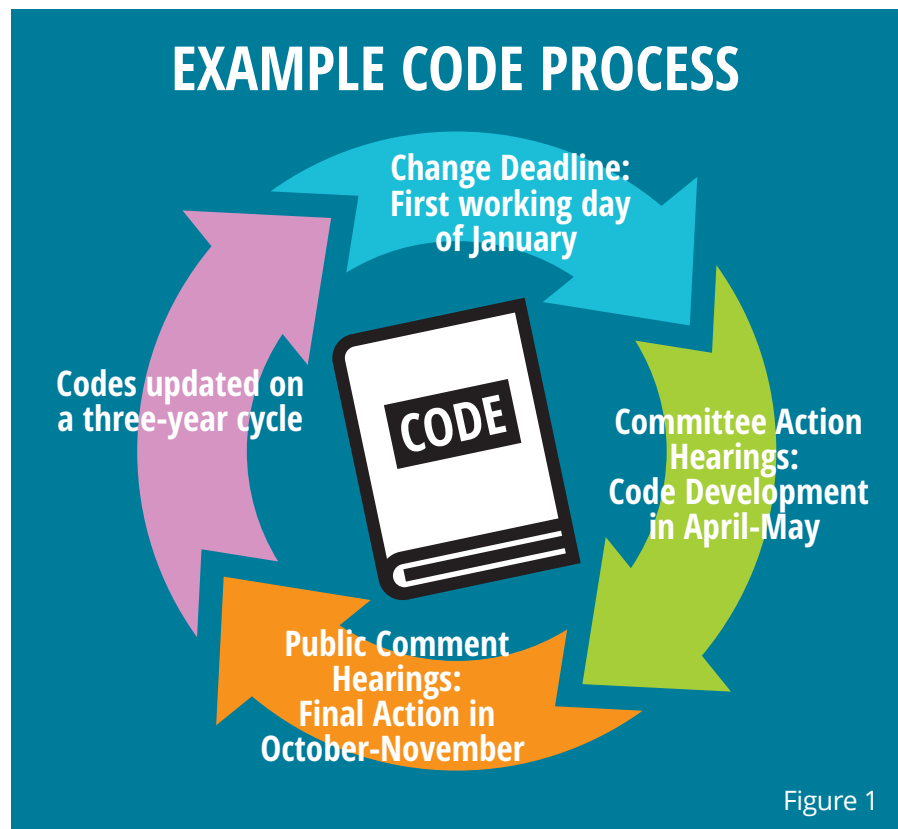 EXAMPLE CODE PROCESS
Change Deadline:
First working day
of January
Committee Action
Hearings:
Code Development
in April-May
Public Comment
Hearings:
Final Action in
October-November
Codes updated on
a three-year cycle
CODE
Figure 1